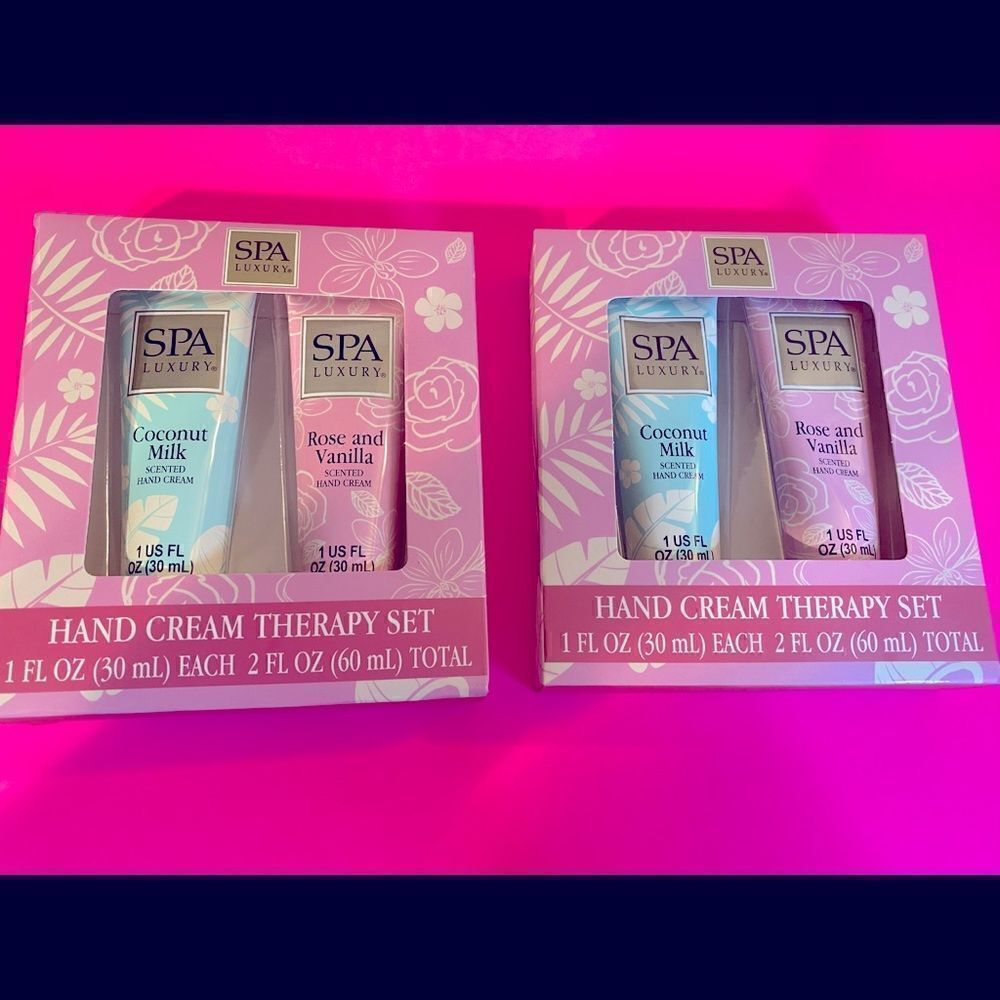 SPA
LUXURY®
SPA
LUXURY®
Coconut
Milk
SCENTED
HAND CREAM
1 US FL
OZ (30 mL)
SPA
LUXURY®
Rose and
Vanilla
SCENTED
HAND CREAM
1 US FL
OZ (30 mL)
HAND CREAM THERAPY SET
1 FL OZ (30 mL) EACH 2 FL OZ (60 mL) TOTAL
SPA
LUXURY®
SPA
LUXURY®
Coconut
Milk
SCENTED
HAND CREAM
1 US FL
OZ (30 mL)
SPA
LUXURY®
Rose and
Vanilla
SCENTED
HAND CREAM
1 US FL
OZ (30 mL)
HAND CREAM THERAPY SET
1 FL OZ (30 mL) EACH 2 FL OZ (60 mL) TOTAL